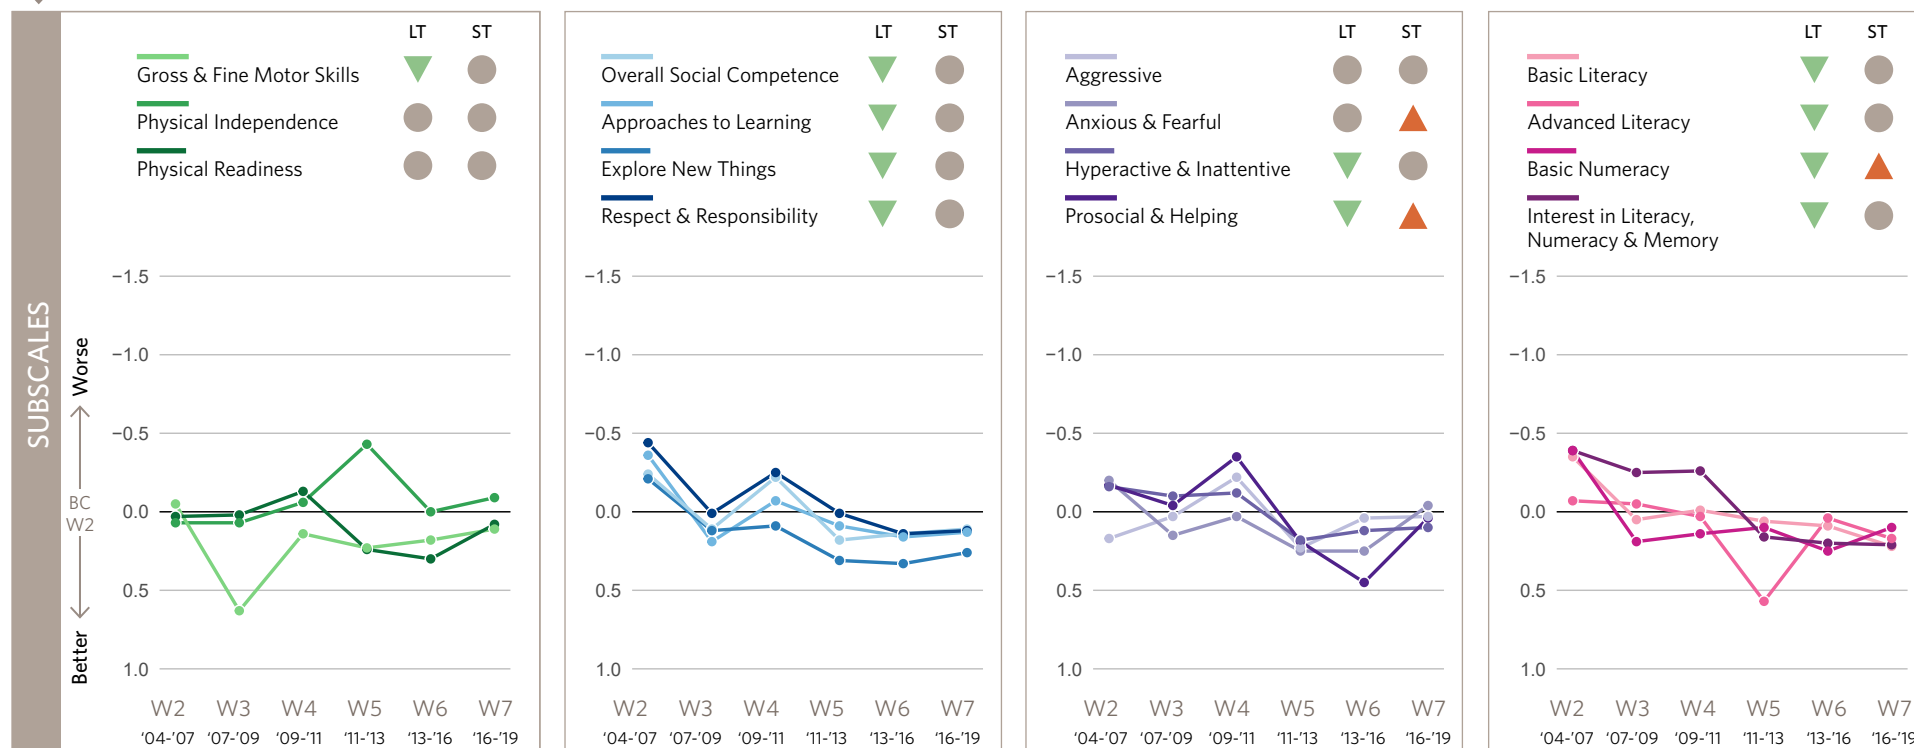 SUBSCALES
Worse
BC
W2
Better
LT ST
Gross & Fine Motor Skills
Physical Independence
Physical Readiness
−1.5
−1.0
−0.5
0.0
0.5
1.0
W2 W3 W4 W5 W6 W7
‘04-’07 ‘07-’09 ‘09-’11 ‘11-’13 ‘13-’16 ‘16-’19
LT ST
Overall Social Competence
Approaches to Learning
Explore New Things
Respect & Responsibility
−1.5
−1.0
−0.5
0.0
0.5
1.0
W2 W3 W4 W5 W6 W7
‘04-’07 ‘07-’09 ‘09-’11 ‘11-’13 ‘13-’16 ‘16-’19
LT ST
Aggressive
Anxious & Fearful
Hyperactive & Inattentive
Prosocial & Helping
−1.5
−1.0
−0.5
0.0
0.5
1.0
W2 W3 W4 W5 W6 W7
‘04-’07 ‘07-’09 ‘09-’11 ‘11-’13 ‘13-’16 ‘16-’19
LT ST
Basic Literacy
Advanced Literacy
Basic Numeracy
Interest in Literacy,
Numeracy & Memory
−1.5
−1.0
−0.5
0.0
0.5
1.0
W2 W3 W4 W5 W6 W7
‘04-’07 ‘07-’09 ‘09-’11 ‘11-’13 ‘13-’16 ‘16-’19